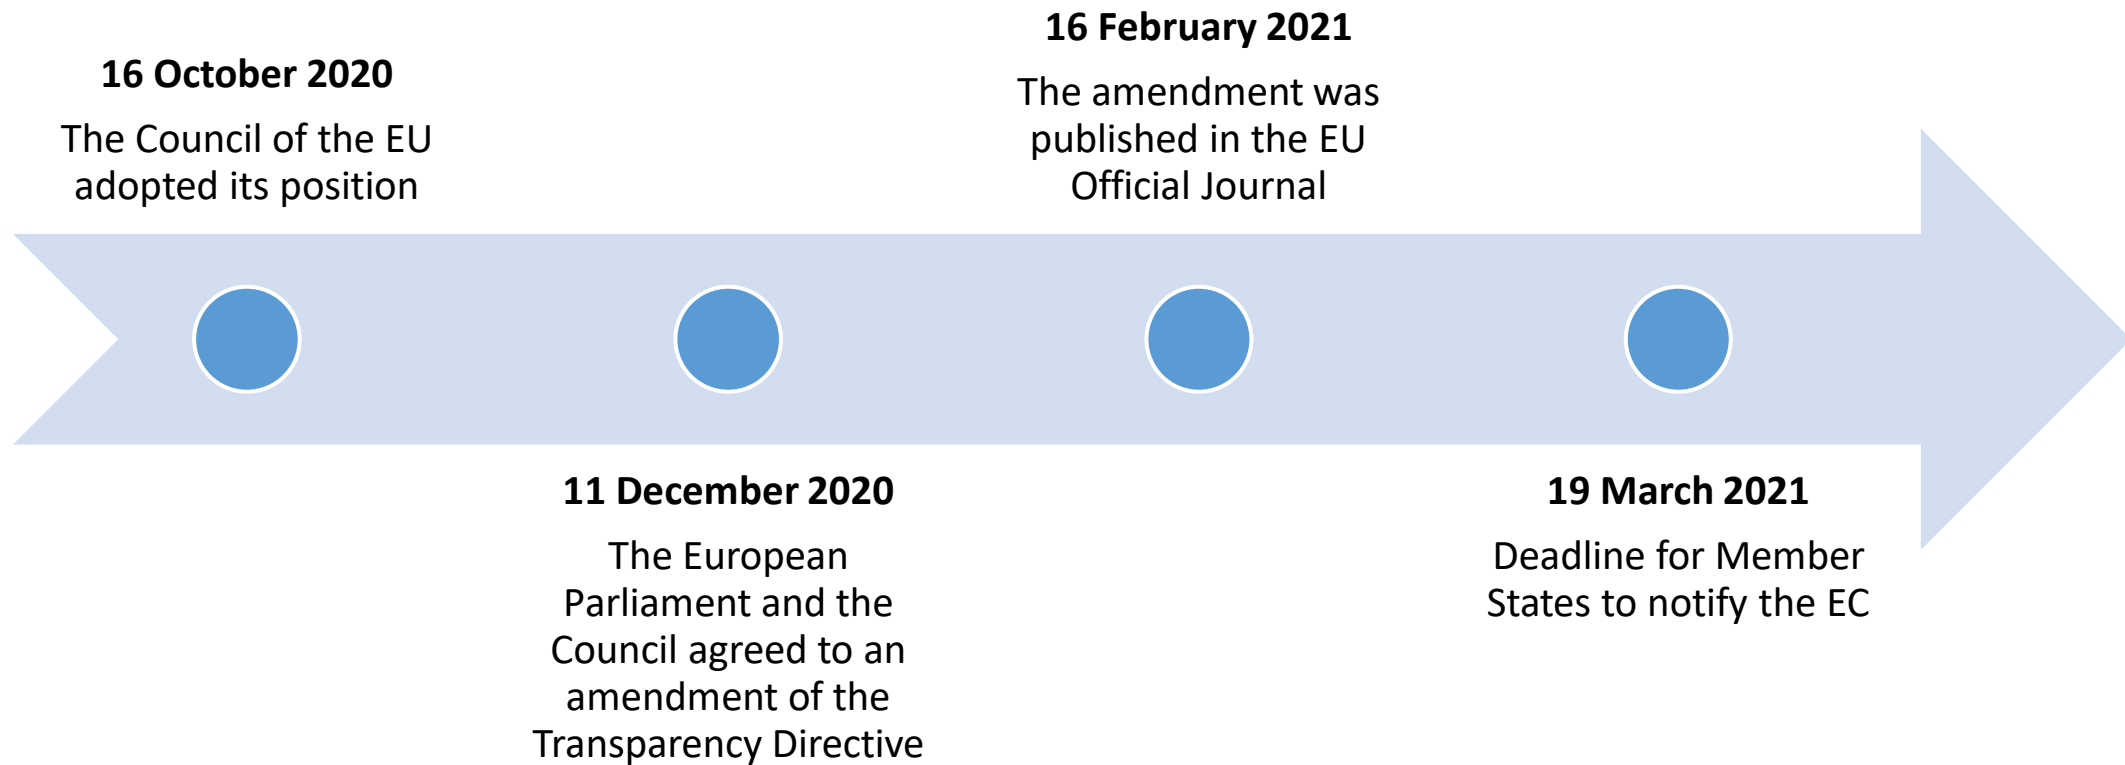 16 October 2020
The Council of the EU
adopted its position
11 December 2020
The European
Parliament and the
Council agreed to an
amendment of the
Transparency Directive
16 February 2021
The amendment was
published in the EU
Official Journal
19 March 2021
Deadline for Member
States to notify the EC